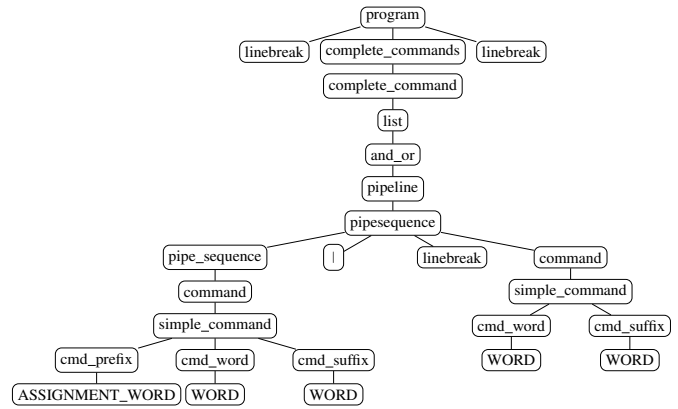 program
linebreak complete_commands linebreak
complete_command
list
and_or
pipeline
pipesequence
pipe_sequence | linebreak command
command simple_command
simple_command cmd_word cmd_suffix
cmd_prefix cmd_word cmd_suffix WORD WORD
ASSIGNMENT_WORD WORD WORD